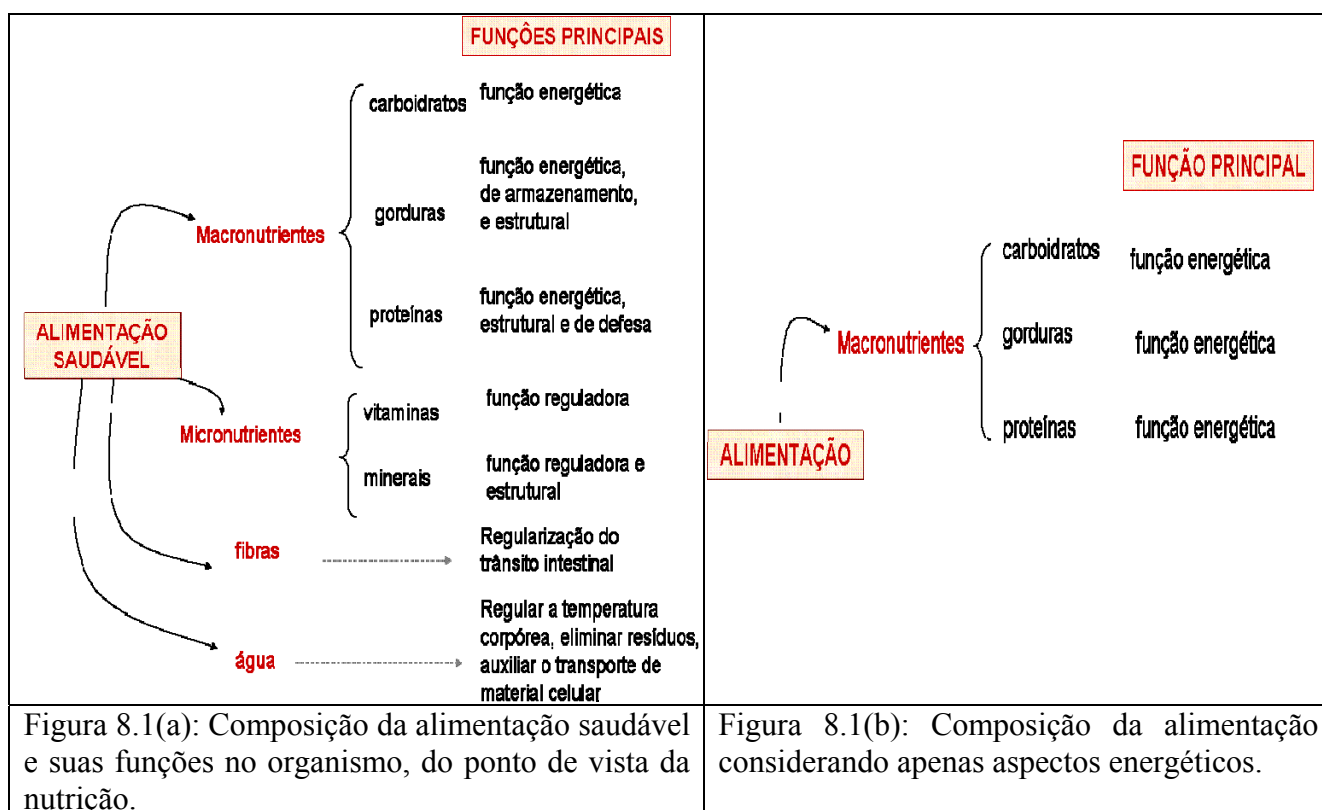 FUNÇÕES PRINCIPAIS
carboidratos
função energética
gorduras
função energética,
de armazenamento,
e estrutural
Macronutrientes
proteínas
função energética,
estrutural e de defesa
ALIMENTAÇÃO
SAUDÁVEL
vitaminas
função reguladora
Micronutrientes
minerais
função reguladora e
estrutural
fibras
Regularização do
trânsito intestinal
água
Regular a temperatura
corpórea, eliminar resíduos,
auxiliar o transporte de
material celular
Figura 8.1(a): Composição da alimentação saudável
e suas funções no organismo, do ponto de vista da
nutrição.
FUNÇÃO PRINCIPAL
carboidratos
função energética
Macronutrientes
gorduras
função energética
proteínas
função energética
ALIMENTAÇÃO
Figura 8.1(b): Composição da alimentação
considerando apenas aspectos energéticos.